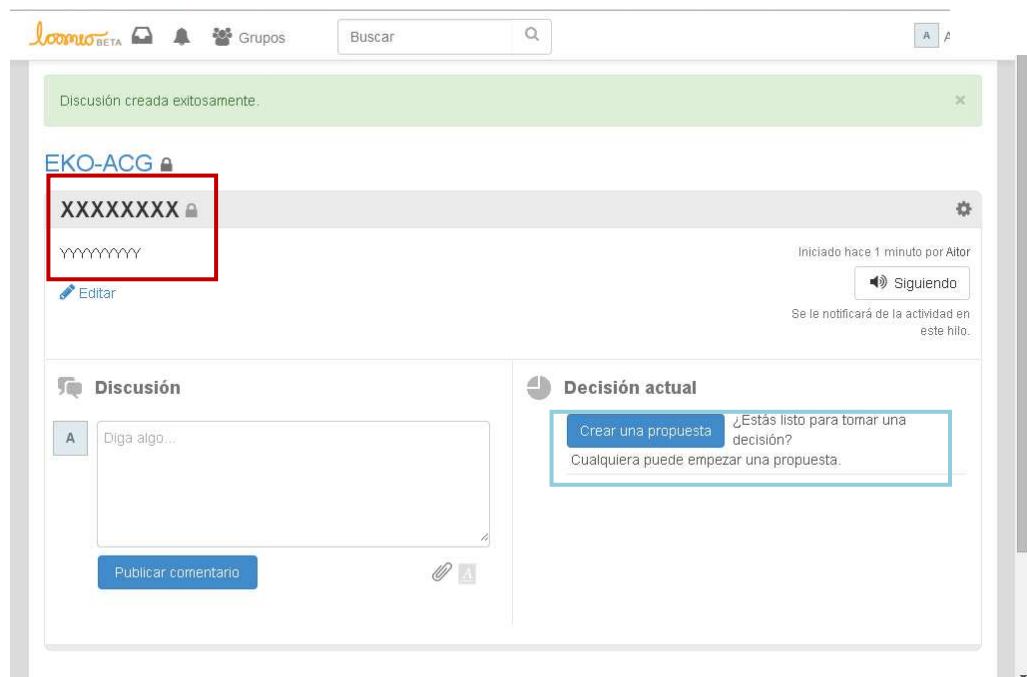 loomio BETA Grupos Buscar A
Discusión creada exitosamente. ×
EKO-ACG
XXXXXXXX
YYYYYYYYY
Editar
Iniciado hace 1 minuto por Aitor
Siguiendo
Se le notificará de la actividad en
este hilo.
Discusión
A
Diga algo...
Publicar comentario
A
Decisión actual
Crear una propuesta
¿Estás listo para tomar una
decisión?
Cualquiera puede empezar una propuesta.